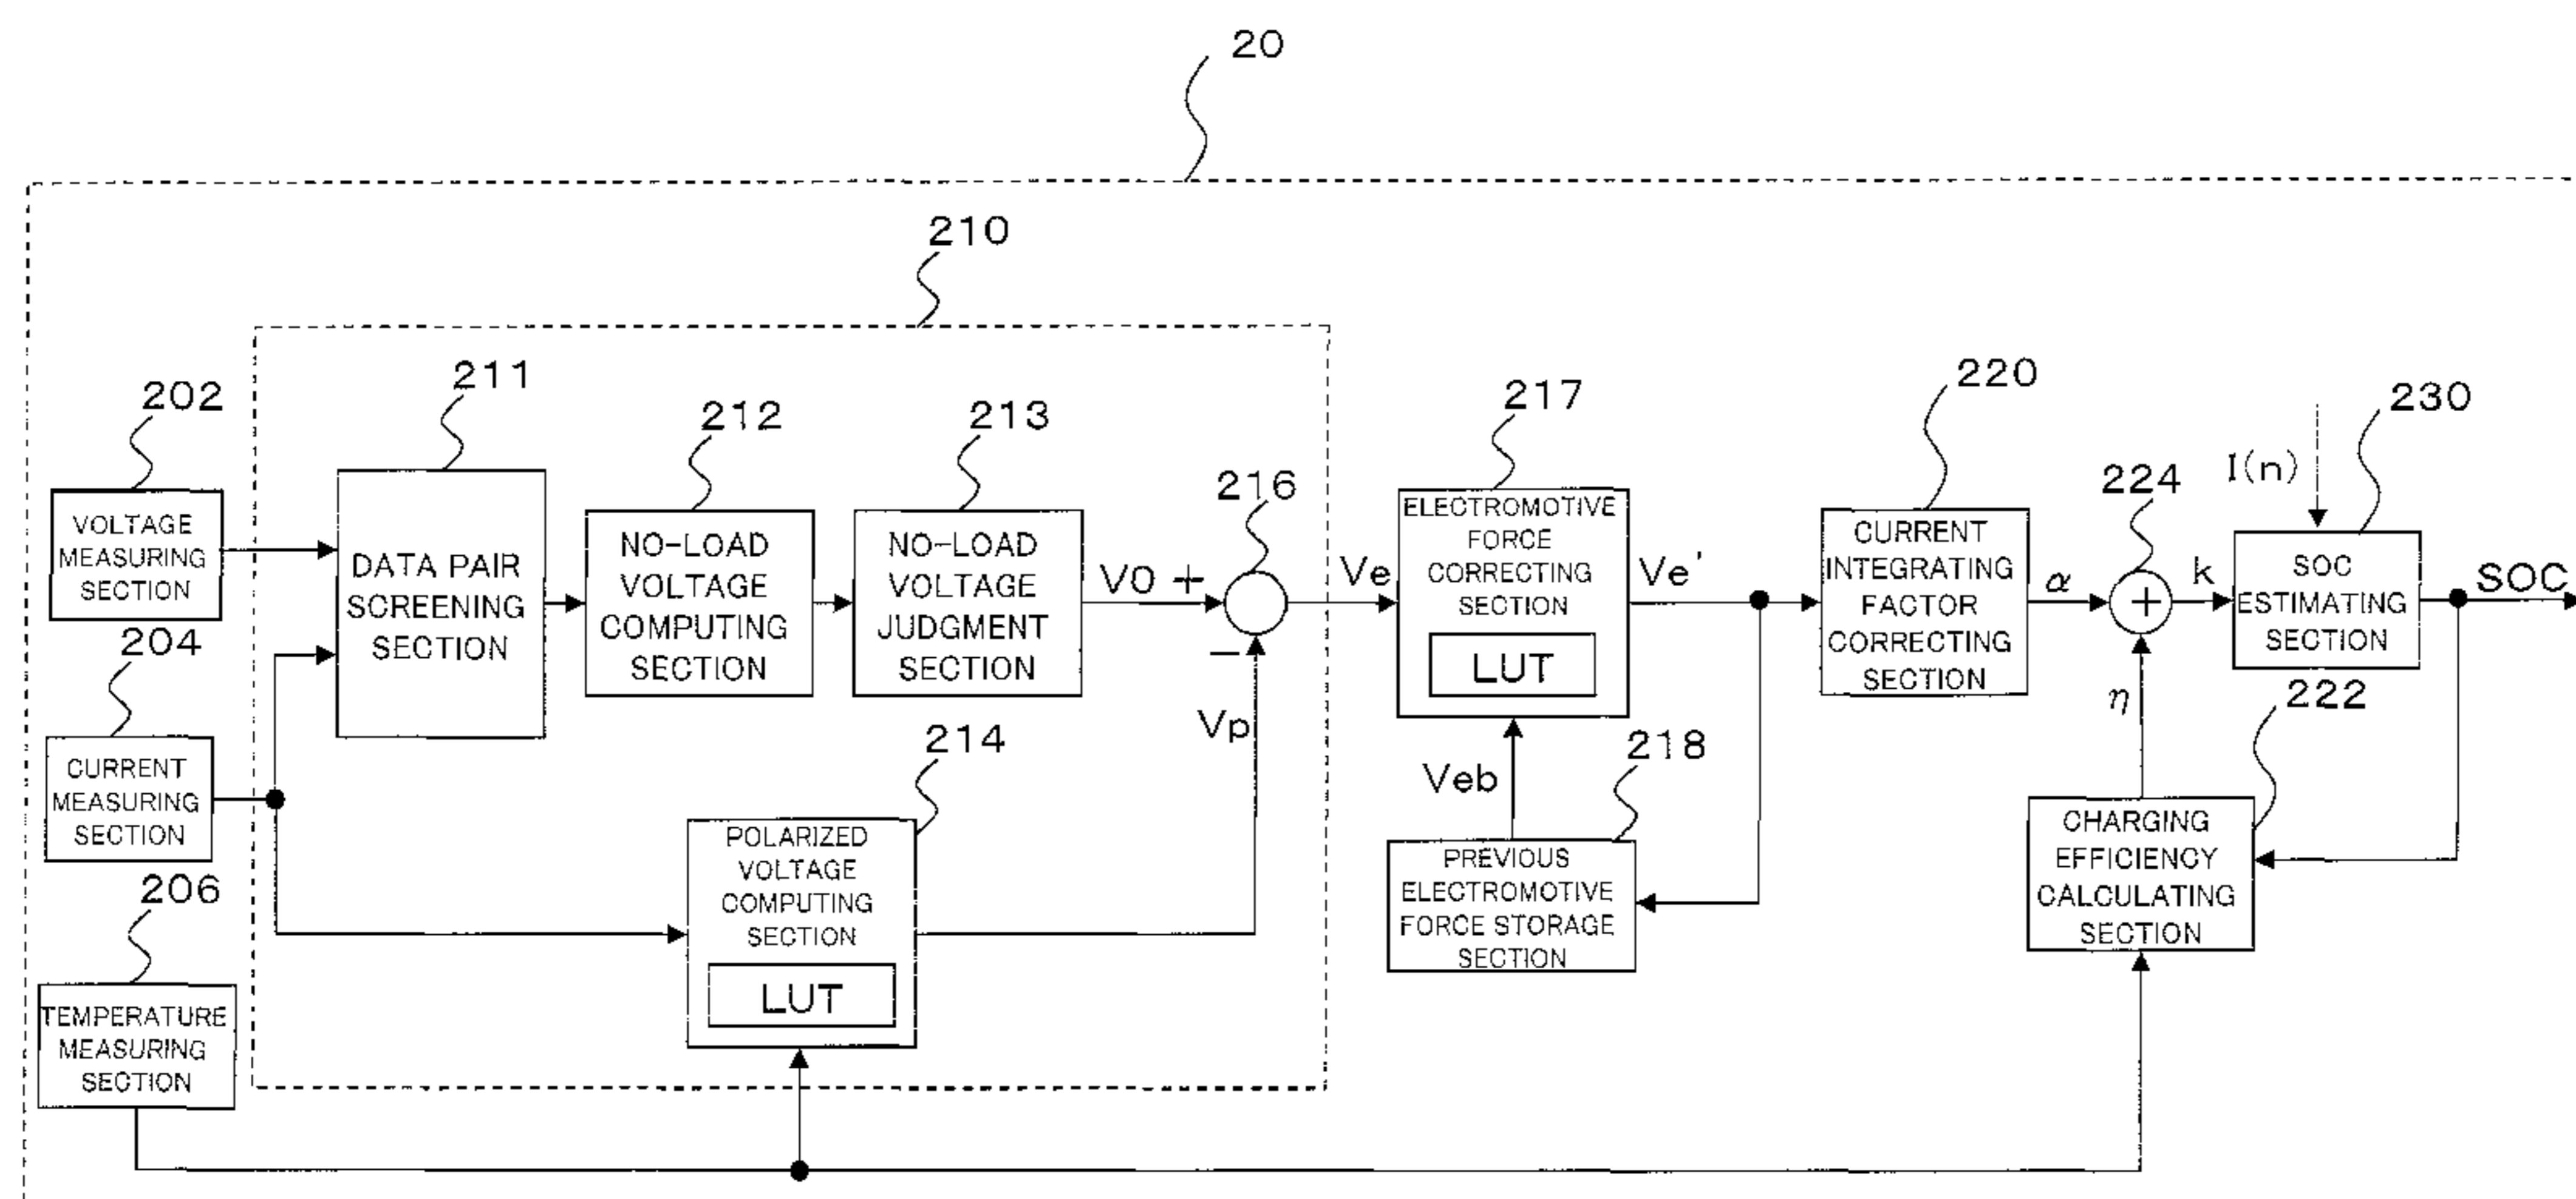 20
210
202
VOLTAGE
MEASURING
SECTION
204
CURRENT
MEASURING
SECTION
206
TEMPERATURE
MEASURING
SECTION
211
DATA PAIR
SCREENING
SECTION
212
NO-LOAD
VOLTAGE
COMPUTING
SECTION
213
NO-LOAD
VOLTAGE
JUDGMENT
SECTION
V0 +
216
−
Vp
214
POLARIZED
VOLTAGE
COMPUTING
SECTION
LUT
Ve
217
ELECTROMOTIVE
FORCE
CORRECTING
SECTION
LUT
Ve'
Veb
218
PREVIOUS
ELECTROMOTIVE
FORCE STORAGE
SECTION
220
CURRENT
INTEGRATING
FACTOR
CORRECTING
SECTION
α
224
+
k
η
I(n)
230
SOC
ESTIMATING
SECTION
SOC
222
CHARGING
EFFICIENCY
CALCULATING
SECTION